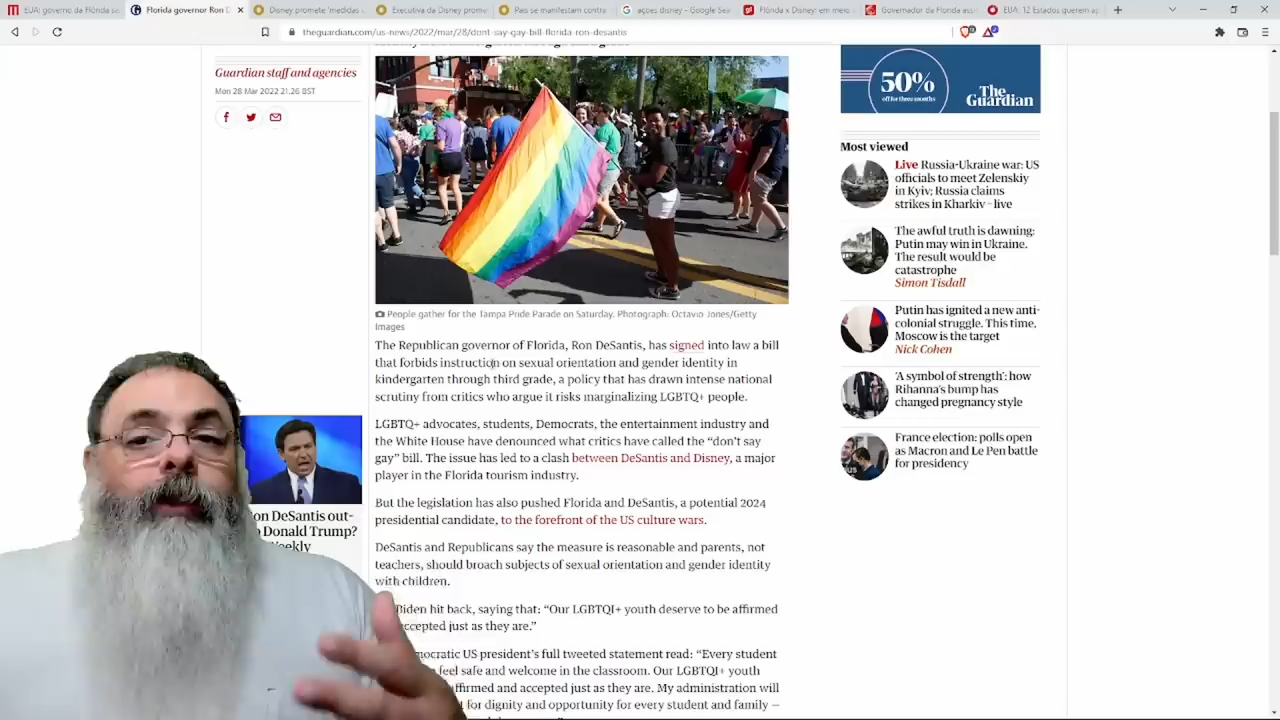 EUA: governo da Flórida sa
Florida governor Ron D
Disney promete 'medidas
Executiva da Disney prome
Pais se manifestam contra
ações disney - Google Sea
Flórida x Disney: em meio
Governador da Flórida ass
EUA: 12 Estados querem ap
theguardian.com/us-news/2022/mar/28/dont-say-gay-bill-florida-ron-desantis
Guardian staff and agencies
Mon 28 Mar 2022 21.26 BST
People gather for the Tampa Pride Parade on Saturday. Photograph: Octavio Jones/Getty
Images
The Republican governor of Florida, Ron DeSantis, has signed into law a bill
that forbids instruction on sexual orientation and gender identity in
kindergarten through third grade, a policy that has drawn intense national
scrutiny from critics who argue it risks marginalizing LGBTQ+ people.
LGBTQ+ advocates, students, Democrats, the entertainment industry and
the White House have denounced what critics have called the “don’t say
gay” bill. The issue has led to a clash between DeSantis and Disney, a major
player in the Florida tourism industry.
But the legislation has also pushed Florida and DeSantis, a potential 2024
presidential candidate, to the forefront of the US culture wars.
DeSantis and Republicans say the measure is reasonable and parents, not
teachers, should broach subjects of sexual orientation and gender identity
with children.
Biden hit back, saying that: “Our LGBTQI+ youth deserve to be affirmed
accepted just as they are.”
mocratic US president’s full tweeted statement read: “Every student
feel safe and welcome in the classroom. Our LGBTQI+ youth
affirmed and accepted just as they are. My administration will
t for dignity and opportunity for every student and family –
on DeSantis out-
Donald Trump?
Weekly
50%
off for three months
The
Guardian
Most viewed
Live Russia-Ukraine war: US
officials to meet Zelenskiy
in Kyiv; Russia claims
strikes in Kharkiv – live
The awful truth is dawning:
Putin may win in Ukraine.
The result would be
catastrophe
Simon Tisdall
Putin has ignited a new anti-
colonial struggle. This time,
Moscow is the target
Nick Cohen
‘A symbol of strength’: how
Rihanna’s bump has
changed pregnancy style
France election: polls open
as Macron and Le Pen battle
for presidency